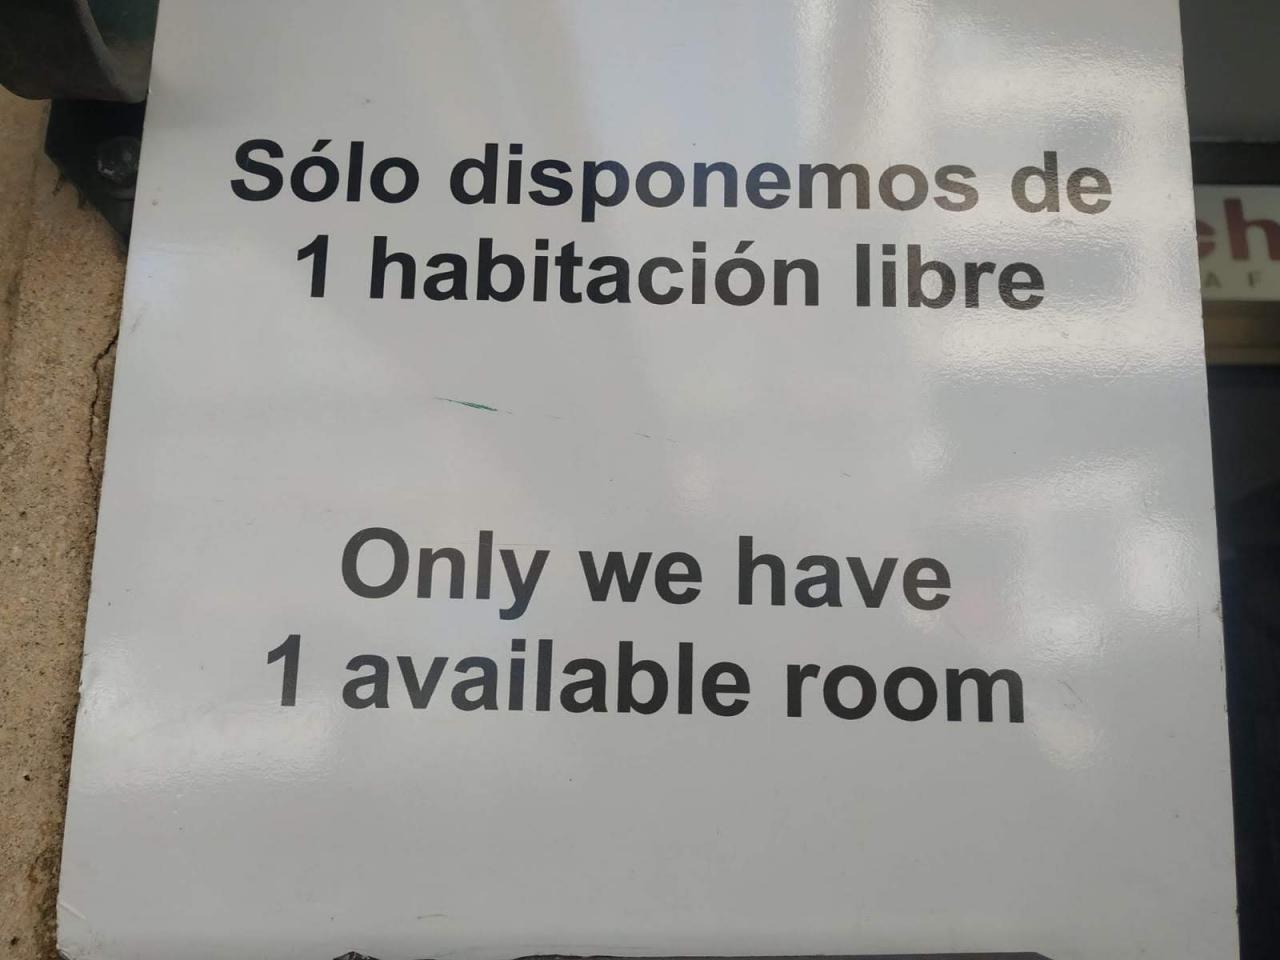 Sólo disponemos de
1 habitación libre
Only we have
1 available room